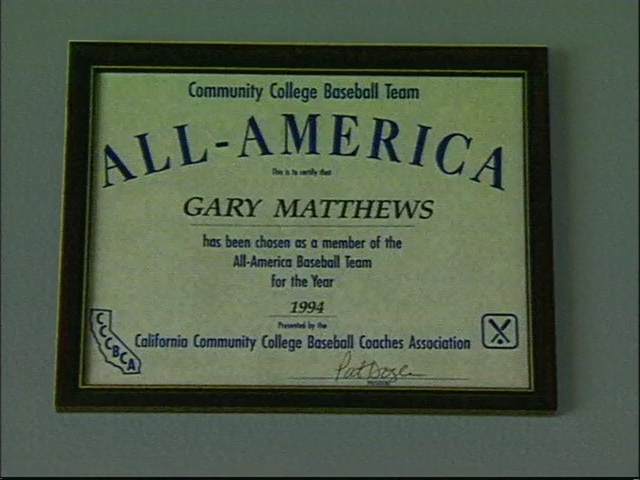 Community College Baseball Team
ALL-AMERICA
This is to certify that
GARY MATTHEWS
has been chosen as a member of the
All-America Baseball Team
for the Year
1994
Presented by the
California Community College Baseball Coaches Association
CCCBCA
PRESIDENT